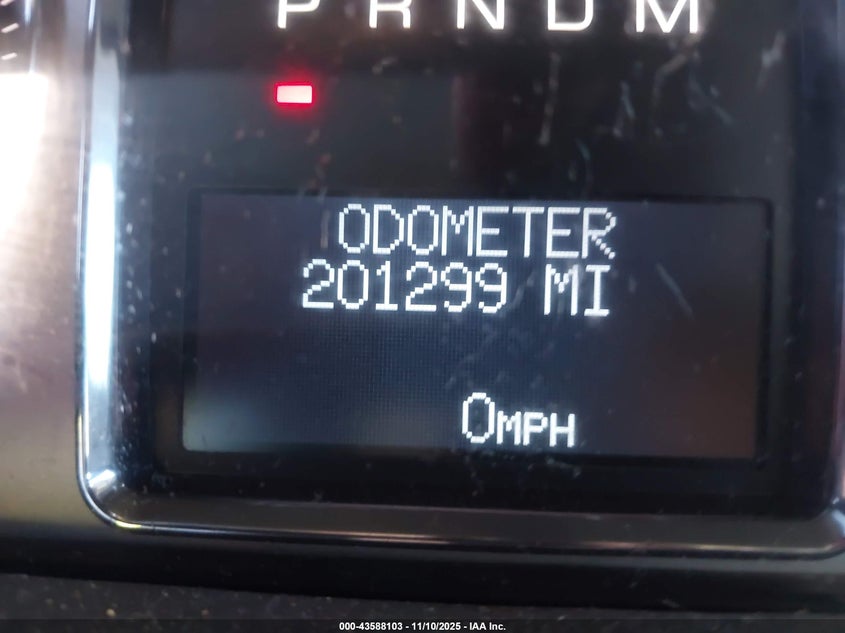 P R N D M
ODOMETER
201299 MI
0MPH
000-43588103 - 11/10/2025 - IAA Inc.